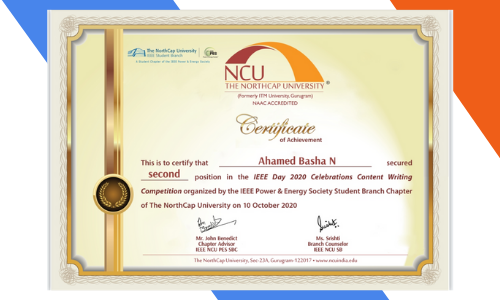 The NorthCap University
IEEE Student Branch
A Student Chapter of the IEEE Power & Energy Society
PES
NCU
THE NORTHCAP UNIVERSITY®
(Formerly ITM University, Gurugram)
NAAC ACCREDITED
Certificate
of Achievement
This is to certify that Ahamed Basha N secured
second position in the IEEE Day 2020 Celebrations Content Writing
Competition organized by the IEEE Power & Energy Society Student Branch Chapter
of The NorthCap University on 10 October 2020
Mr. John Benedict
Chapter Advisor
IEEE NCU PES SBC
Ms. Srishti
Branch Counselor
IEEE NCU SB
The NorthCap University, Sec-23A, Gurugram 122017 • www.ncuindia.edu